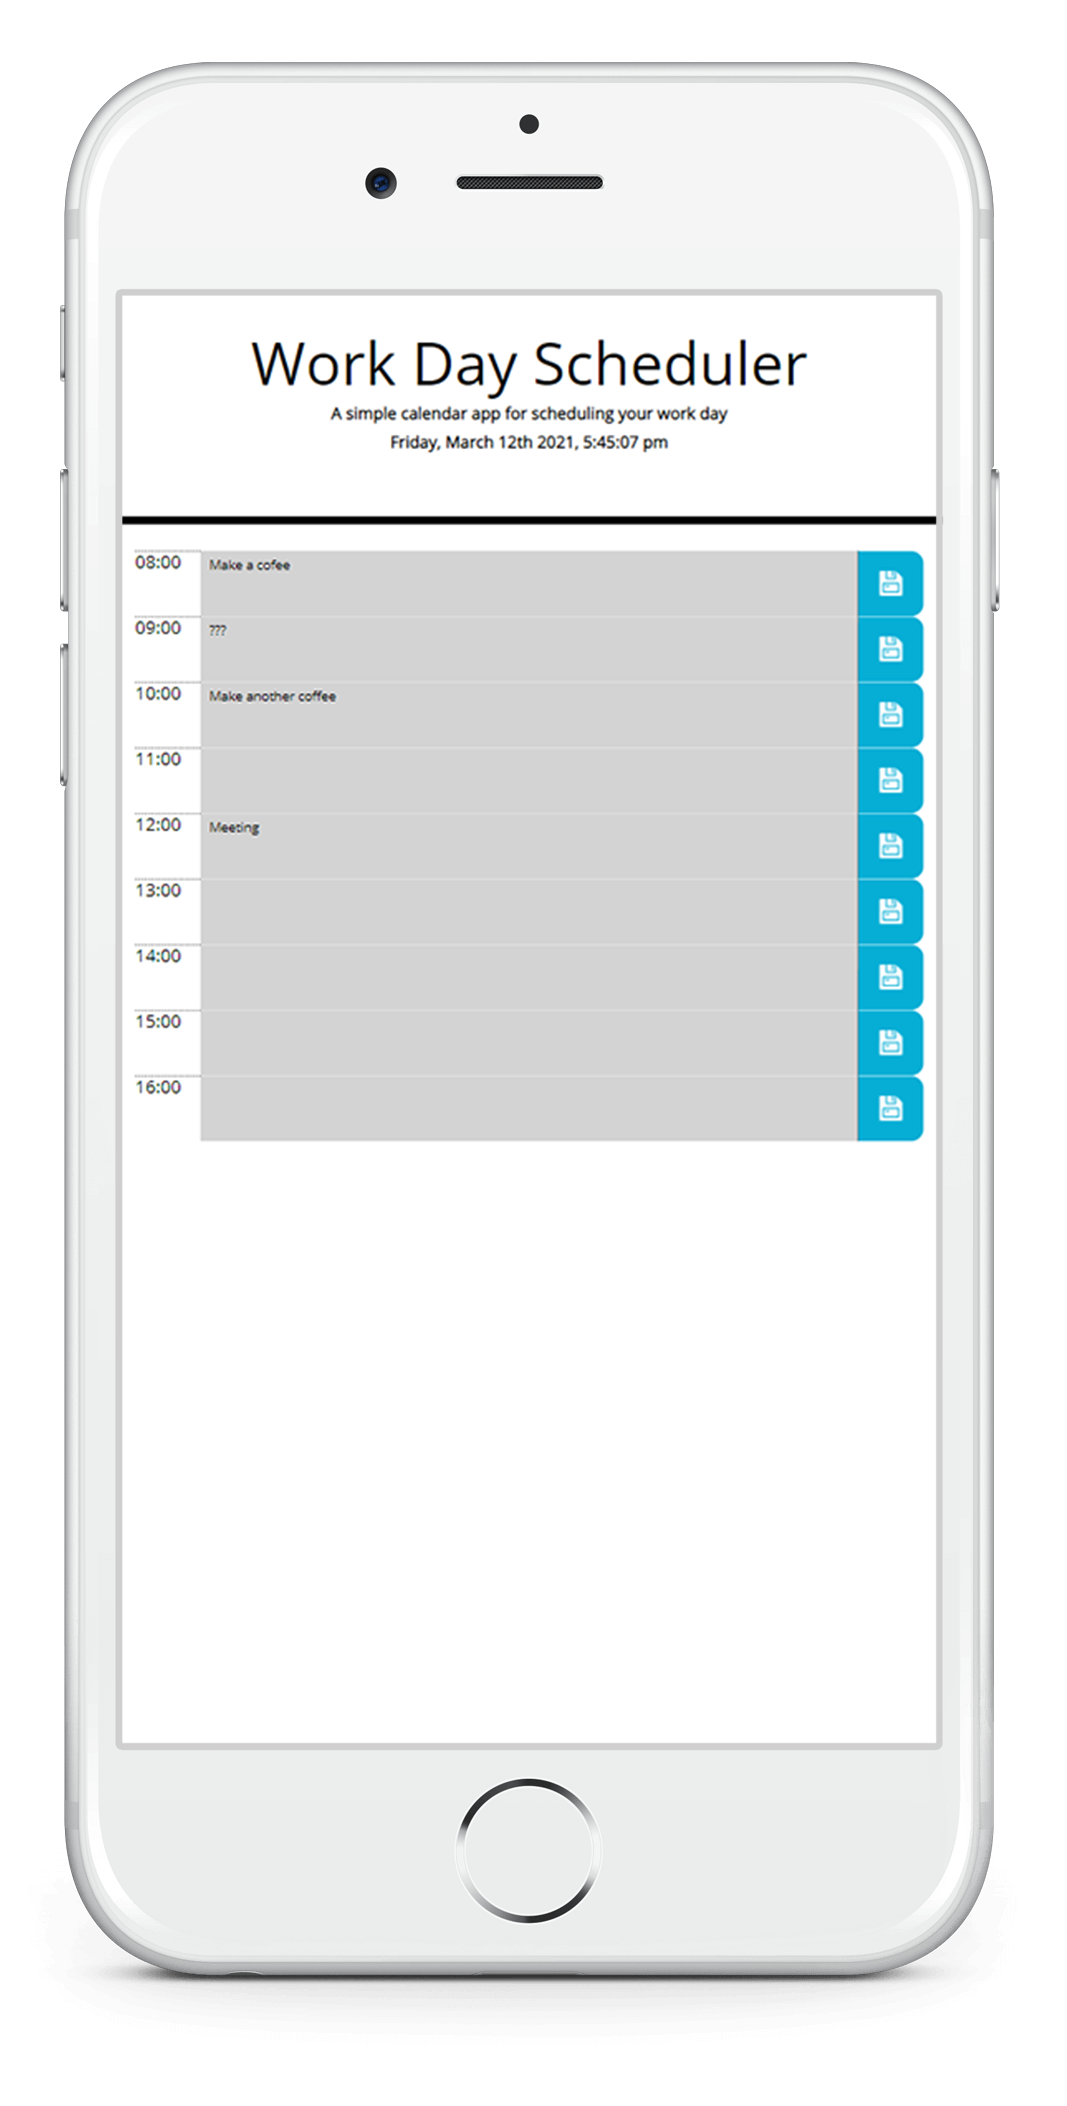 Work Day Scheduler
A simple calendar app for scheduling your work day
Friday, March 12th 2021, 5:45:07 pm
08:00 Make a cofee
09:00 ???
10:00 Make another coffee
11:00
12:00 Meeting
13:00
14:00
15:00
16:00